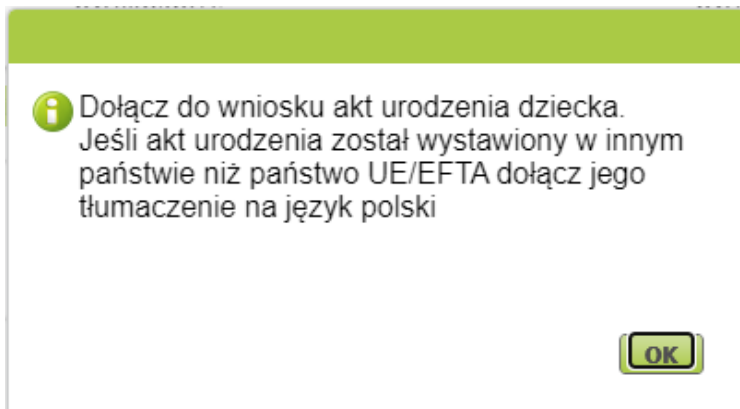 Dołącz do wniosku akt urodzenia dziecka.
Jeśli akt urodzenia został wystawiony w innym
państwie niż państwo UE/EFTA dołącz jego
tłumaczenie na język polski
OK